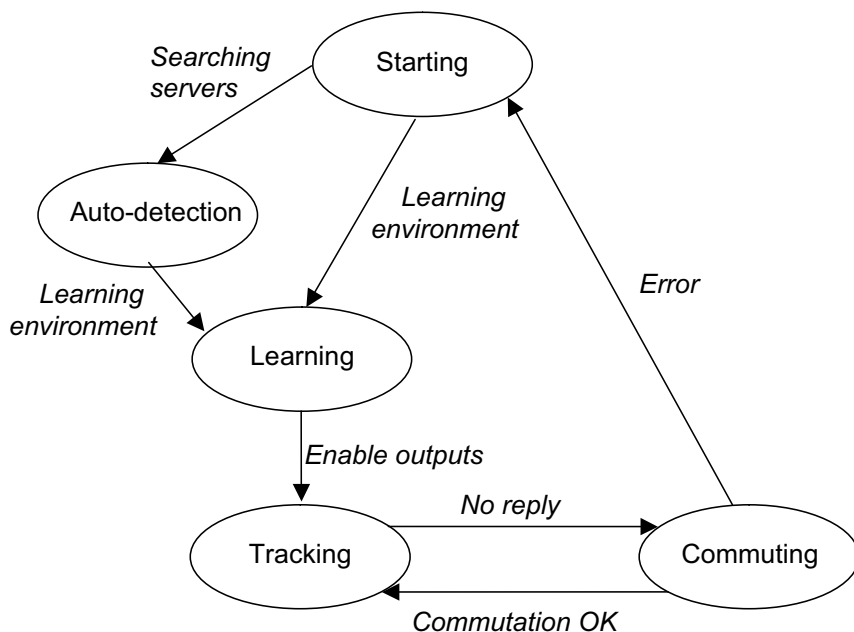 Searching
servers
Starting
Auto-detection
Learning
environment
Learning
environment
Error
Learning
Enable outputs
No reply
Tracking
Commuting
Commutation OK